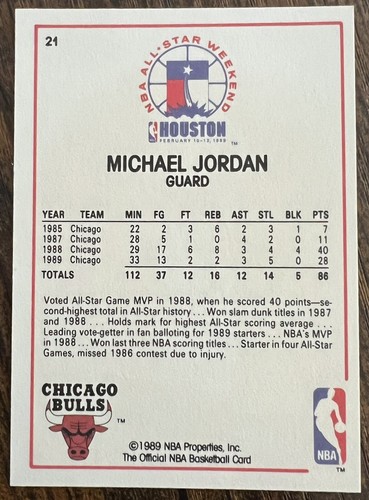 21
NBA ALL-STAR WEEKEND
NBA HOUSTON
FEBRUARY 10-12, 1989 ™
MICHAEL JORDAN
GUARD
YEAR TEAM MIN FG FT REB AST STL BLK PTS
1985 Chicago 22 2 3 6 2 3 1 7
1987 Chicago 28 5 1 0 4 2 0 11
1988 Chicago 29 17 6 8 3 4 4 40
1989 Chicago 33 13 2 2 3 5 0 28
TOTALS 112 37 12 16 12 14 5 86
Voted All-Star Game MVP in 1988, when he scored 40 points—sec-
ond-highest total in All-Star history . . . Won slam dunk titles in 1987
and 1988 . . . Holds mark for highest All-Star scoring average . . .
Leading vote-getter in fan balloting for 1989 starters . . . NBA's MVP
in 1988 . . . Won last three NBA scoring titles . . . Starter in four All-Star
Games, missed 1986 contest due to injury.
CHICAGO
BULLS ™
NBA ™
©1989 NBA Properties, Inc.
The Official NBA Basketball Card